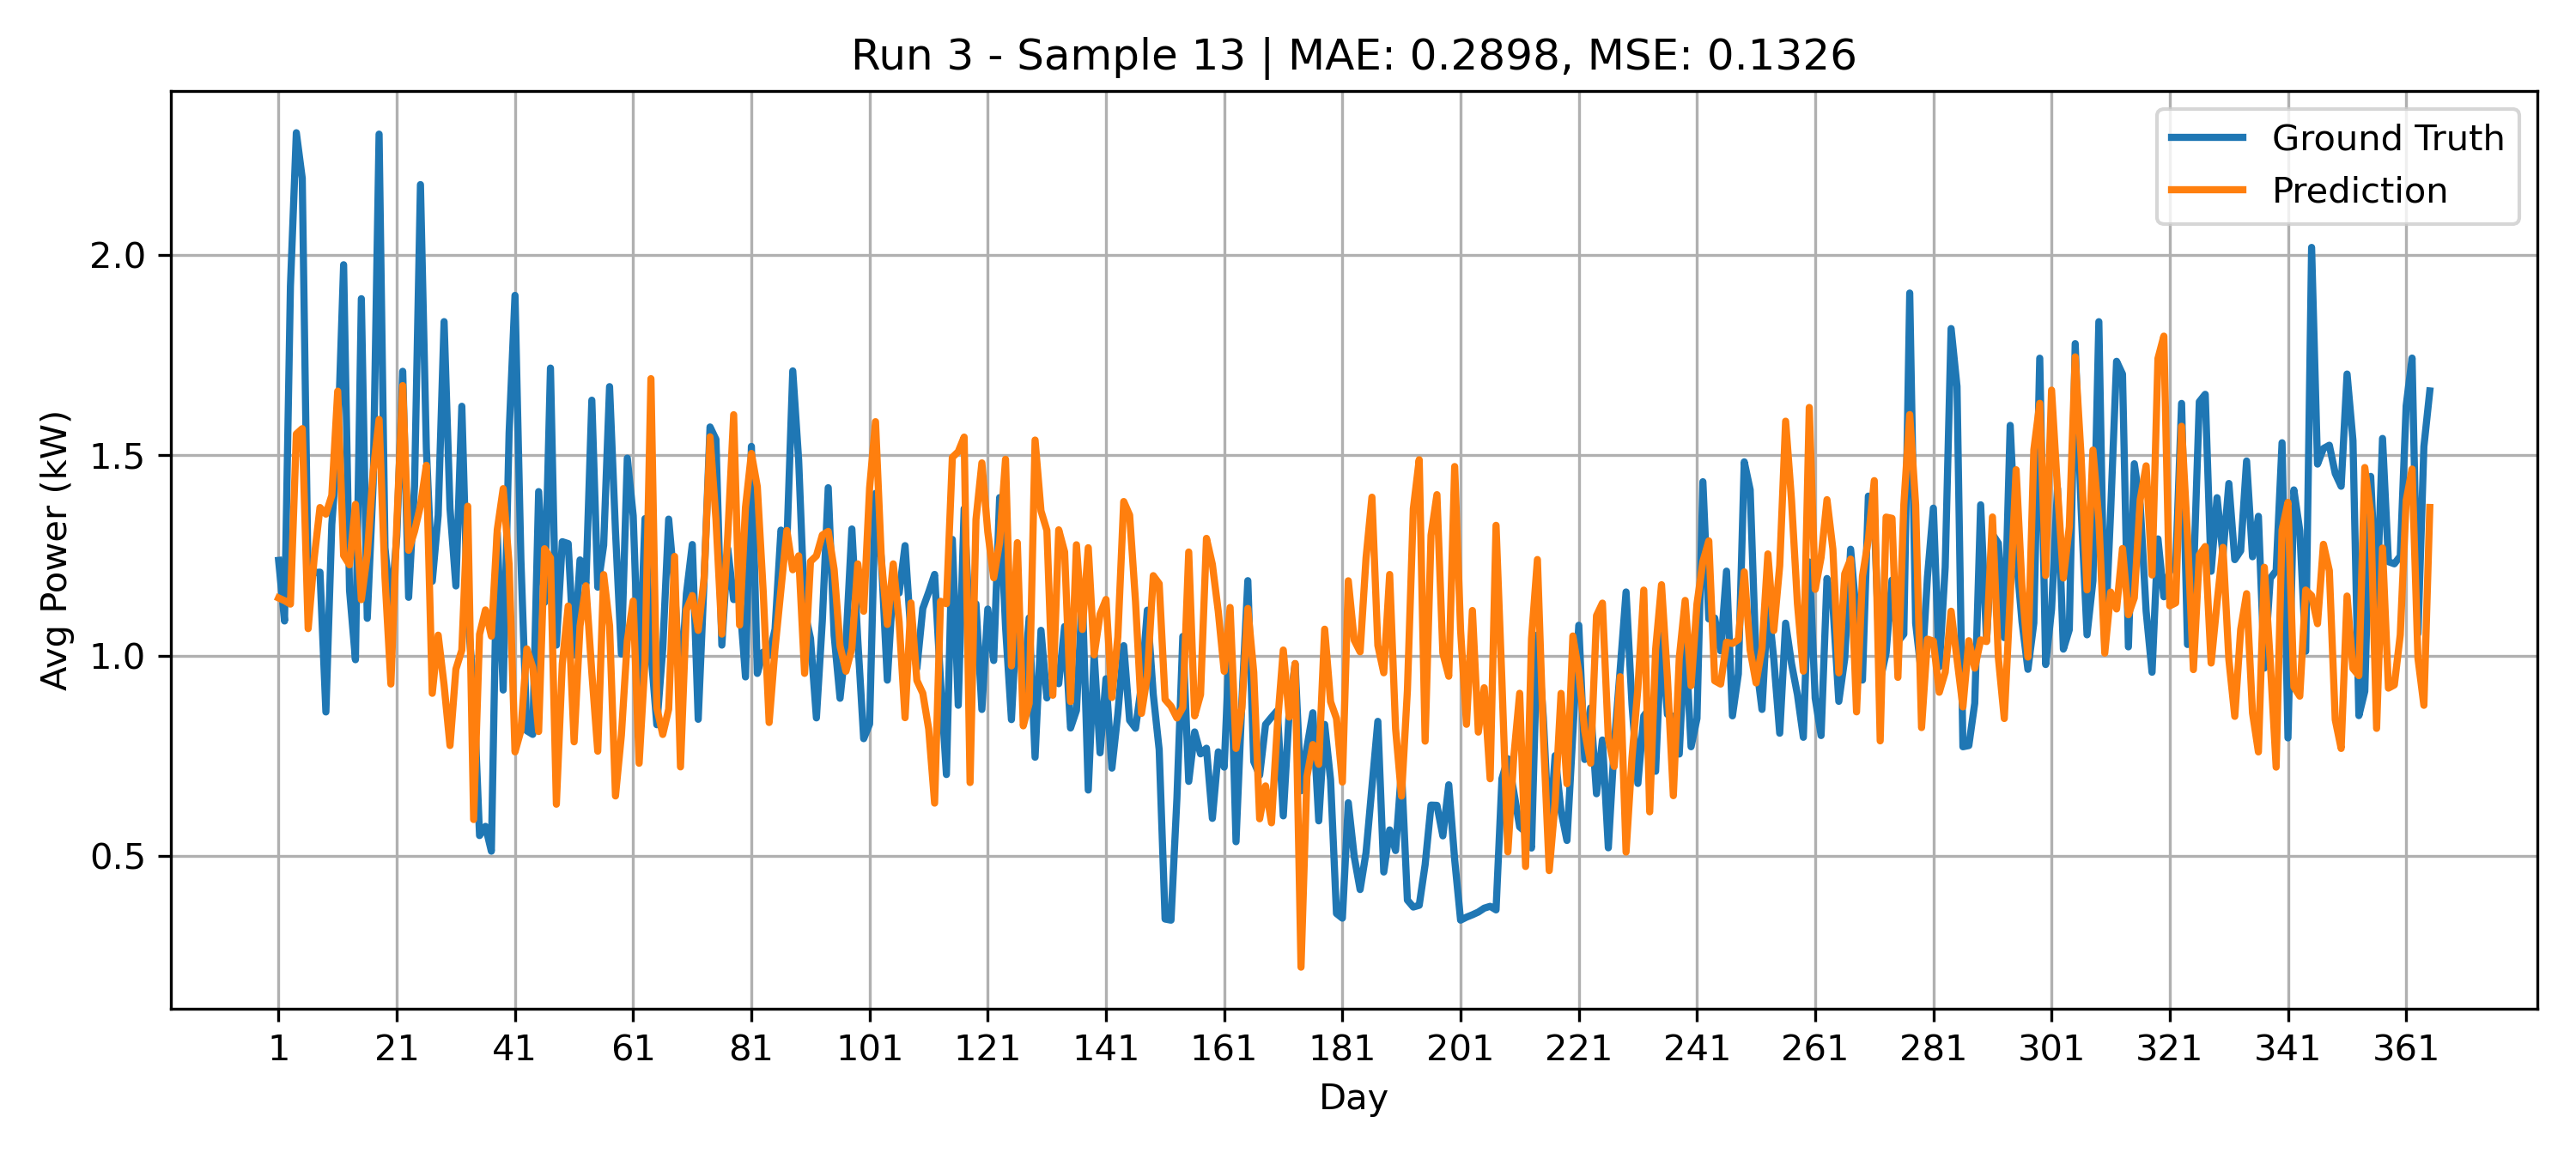 Run 3 - Sample 13 | MAE: 0.2898, MSE: 0.1326
Ground Truth
Prediction
Avg Power (kW)
2.0
1.5
1.0
0.5
1 21 41 61 81 101 121 141 161 181 201 221 241 261 281 301 321 341 361
Day